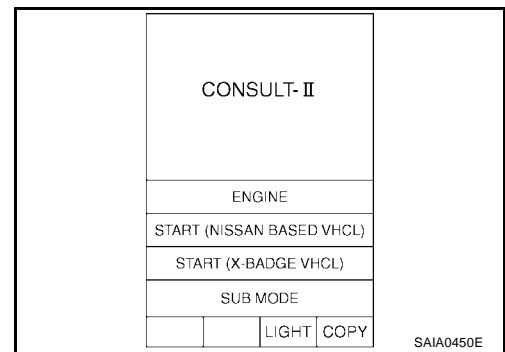 CONSULT-Ⅱ
ENGINE
START (NISSAN BASED VHCL)
START (X-BADGE VHCL)
SUB MODE
LIGHT COPY
SAIA0450E